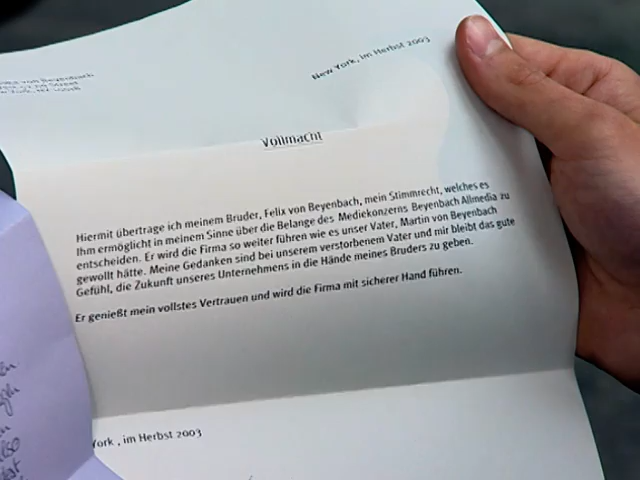 von Beyenbach
New York, im Herbst 2003
Vollmacht
Hiermit übertrage ich meinem Bruder, Felix von Beyenbach, mein Stimmrecht, welches es
Ihm ermöglicht in meinem Sinne über die Belange des Mediekonzerns Beyenbach Allmedia zu
entscheiden. Er wird die Firma so weiter führen wie es unser Vater, Martin von Beyenbach
gewollt hätte. Meine Gedanken sind bei unserem verstorbenem Vater und mir bleibt das gute
Gefühl, die Zukunft unseres Unternehmens in die Hände meines Bruders zu geben.
Er genießt mein vollstes Vertrauen und wird die Firma mit sicherer Hand führen.
York , im Herbst 2003